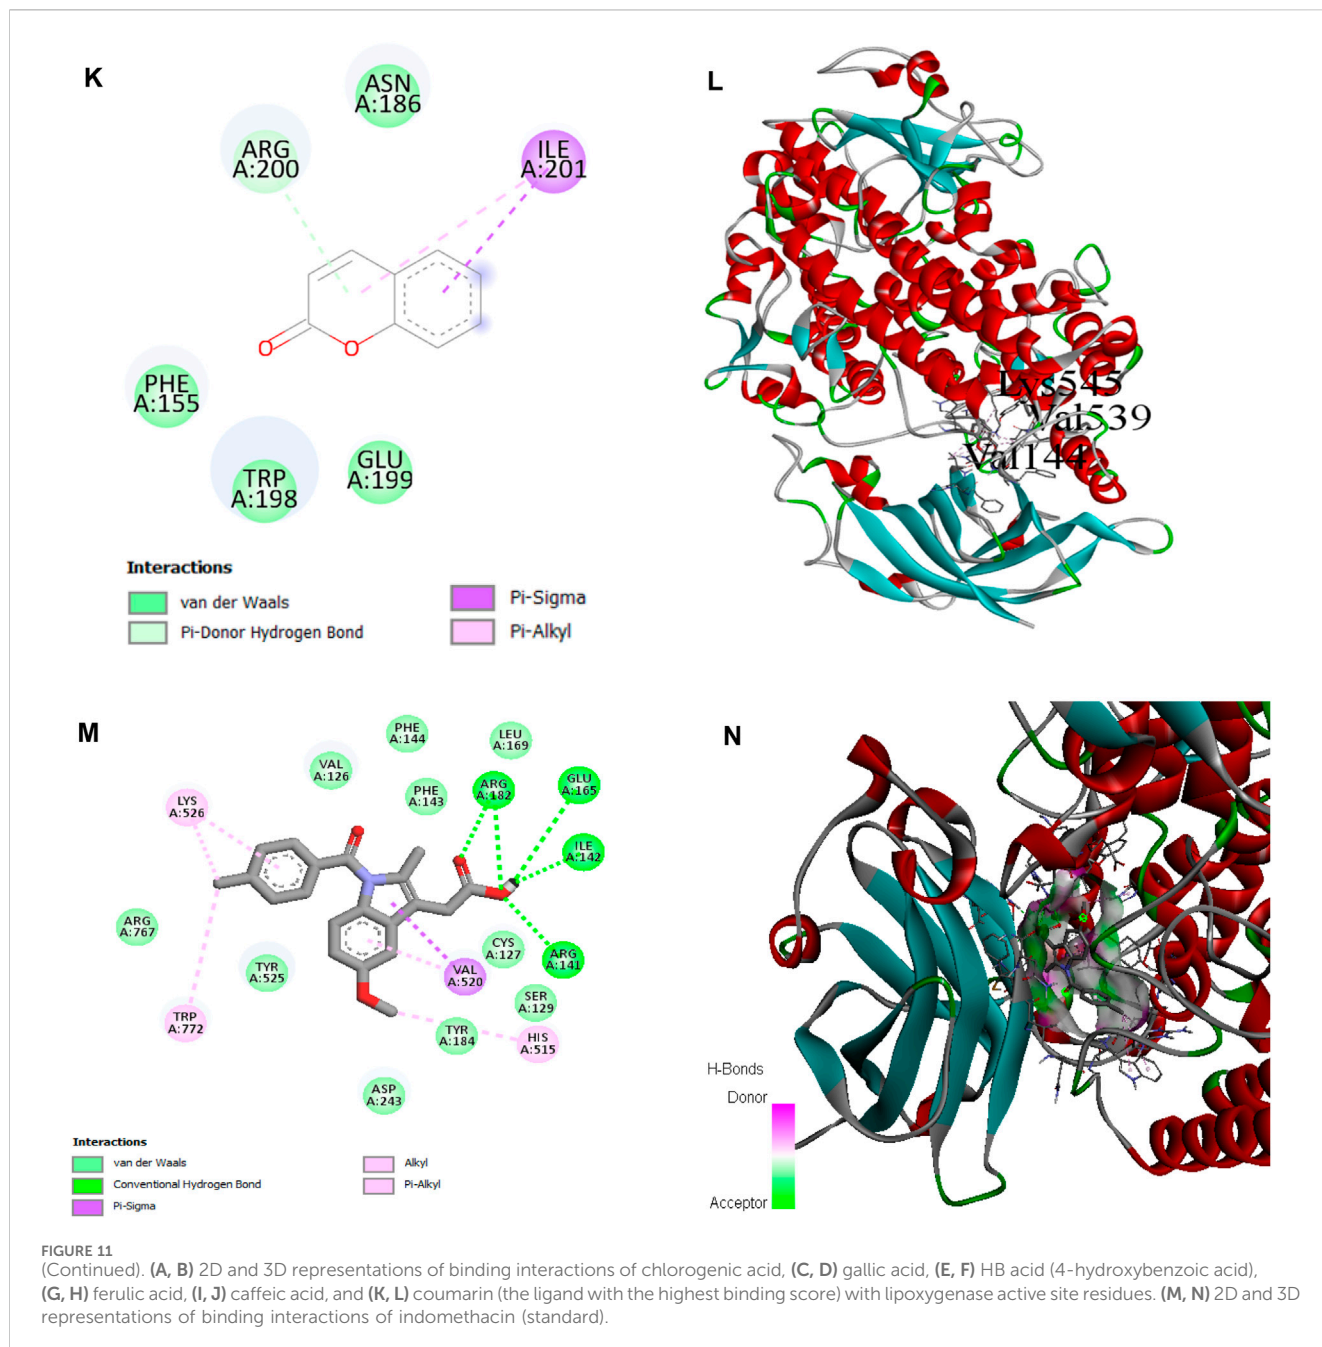 K
ASN
A:186
ARG
A:200
ILE
A:201
O
O
PHE
A:155
TRP
A:198
GLU
A:199
Interactions
van der Waals
Pi-Donor Hydrogen Bond
Pi-Sigma
Pi-Alkyl
L
Lys545
Val539
Val144
M
PHE
A:144
LEU
A:169
VAL
A:126
ARG
A:182
GLU
A:165
PHE
A:143
LYS
A:526
ILE
A:142
N
ARG
A:767
CYS
A:127
ARG
A:141
TYR
A:525
VAL
A:520
SER
A:129
TRP
A:772
TYR
A:184
HIS
A:515
ASP
A:243
Interactions
van der Waals
Conventional Hydrogen Bond
Pi-Sigma
Alkyl
Pi-Alkyl
N
H-Bonds
Donor
Acceptor
FIGURE 11
(Continued). (A, B) 2D and 3D representations of binding interactions of chlorogenic acid, (C, D) gallic acid, (E, F) HB acid (4-hydroxybenzoic acid),
(G, H) ferulic acid, (I, J) caffeic acid, and (K, L) coumarin (the ligand with the highest binding score) with lipoxygenase active site residues. (M, N) 2D and 3D
representations of binding interactions of indomethacin (standard).